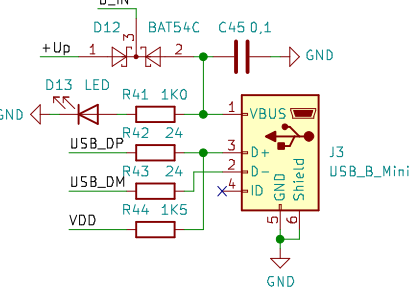 B_IN
D12 BAT54C C45 0,1
+Up 1 3 2 GND
D13 LED R41 1K0
GND 1 VBUS
R42 24
USB_DP 3 D+ J3
R43 24 2 D- USB_B_Mini
USB_DM 4 ID
R44 1K5 GND Shield
VDD 5 6
GND